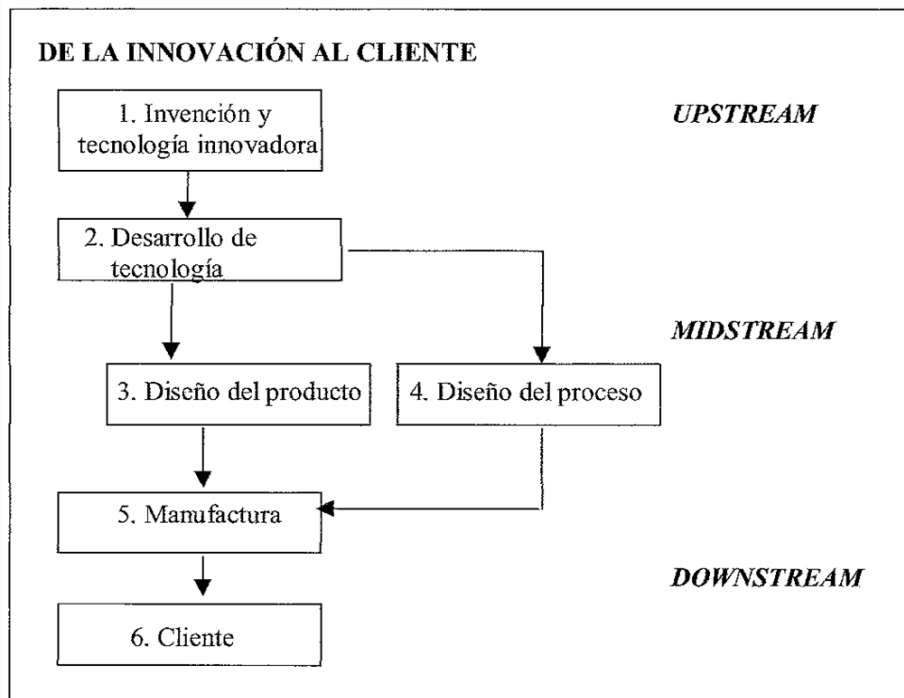 DE LA INNOVACIÓN AL CLIENTE
1. Invención y
tecnología innovadora
UPSTREAM
2. Desarrollo de
tecnología
MIDSTREAM
3. Diseño del producto
4. Diseño del proceso
5. Manufactura
DOWNSTREAM
6. Cliente